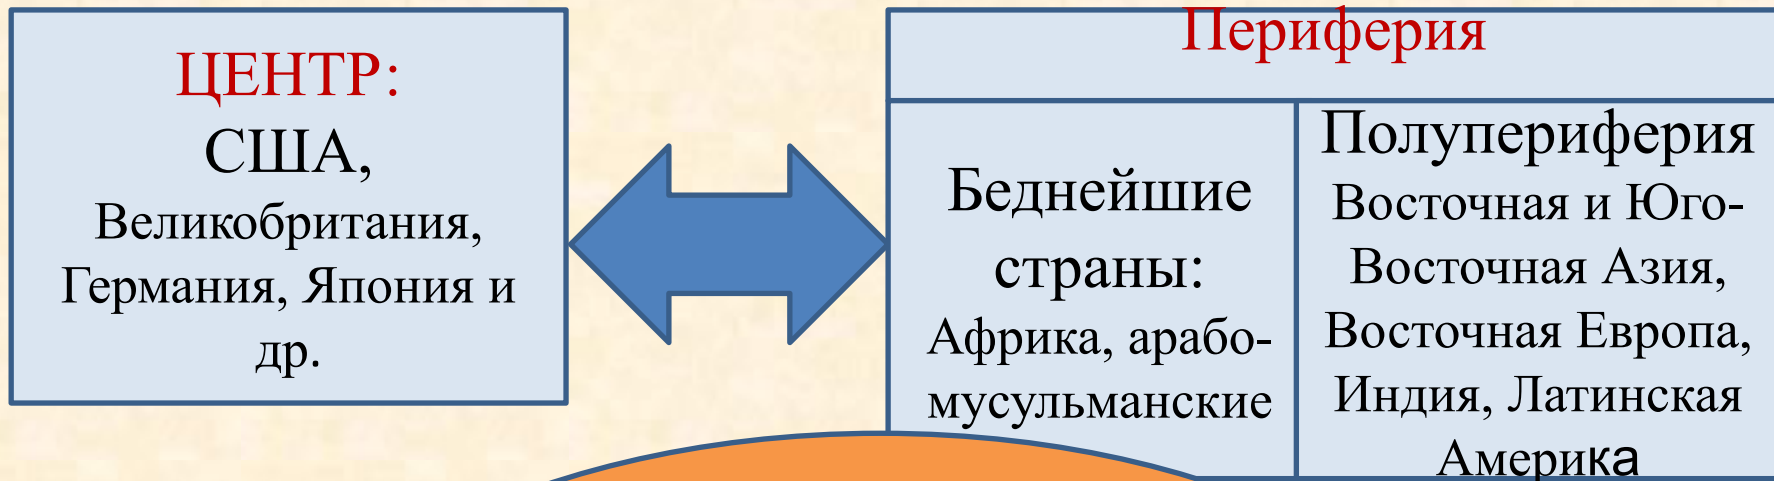 ЦЕНТР:
США,
Великобритания,
Германия, Япония и
др.
Периферия
Беднейшие
страны:
Африка, арабо-
мусульманские
Полупериферия
Восточная и Юго-
Восточная Азия,
Восточная Европа,
Индия, Латинская
Америка